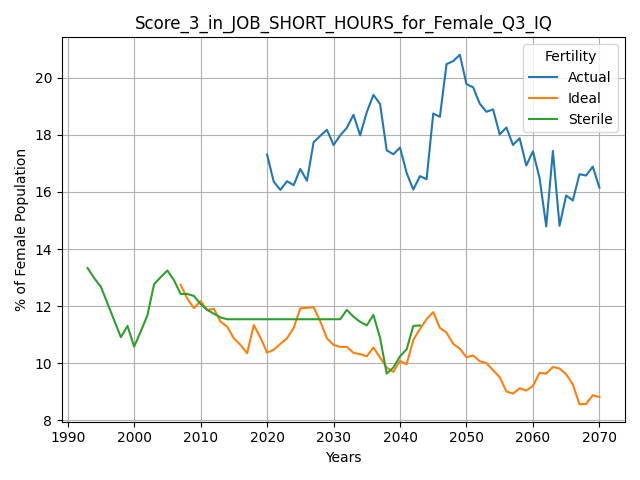 Score_3_in_JOB_SHORT_HOURS_for_Female_Q3_IQ
Fertility
Actual
Ideal
Sterile
% of Female Population
20
18
16
14
12
10
8
1990
2000
2010
2020
2030
2040
2050
2060
2070
Years